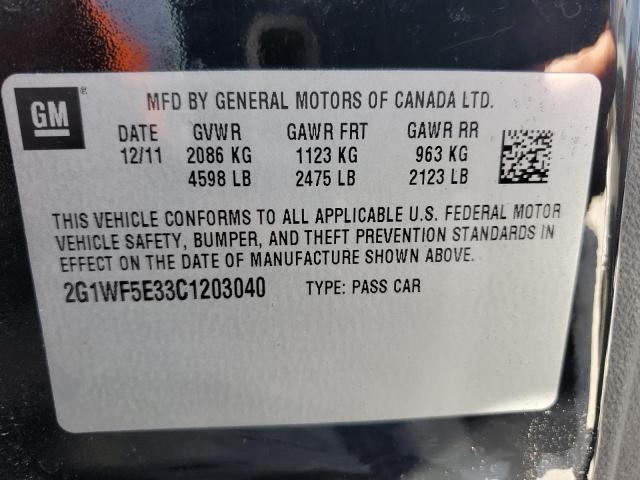 GM ®
MFD BY GENERAL MOTORS OF CANADA LTD.
DATE GVWR GAWR FRT GAWR RR
12/11 2086 KG 1123 KG 963 KG
4598 LB 2475 LB 2123 LB
THIS VEHICLE CONFORMS TO ALL APPLICABLE U.S. FEDERAL MOTOR
VEHICLE SAFETY, BUMPER, AND THEFT PREVENTION STANDARDS IN
EFFECT ON THE DATE OF MANUFACTURE SHOWN ABOVE.
2G1WF5E33C1203040 TYPE: PASS CAR